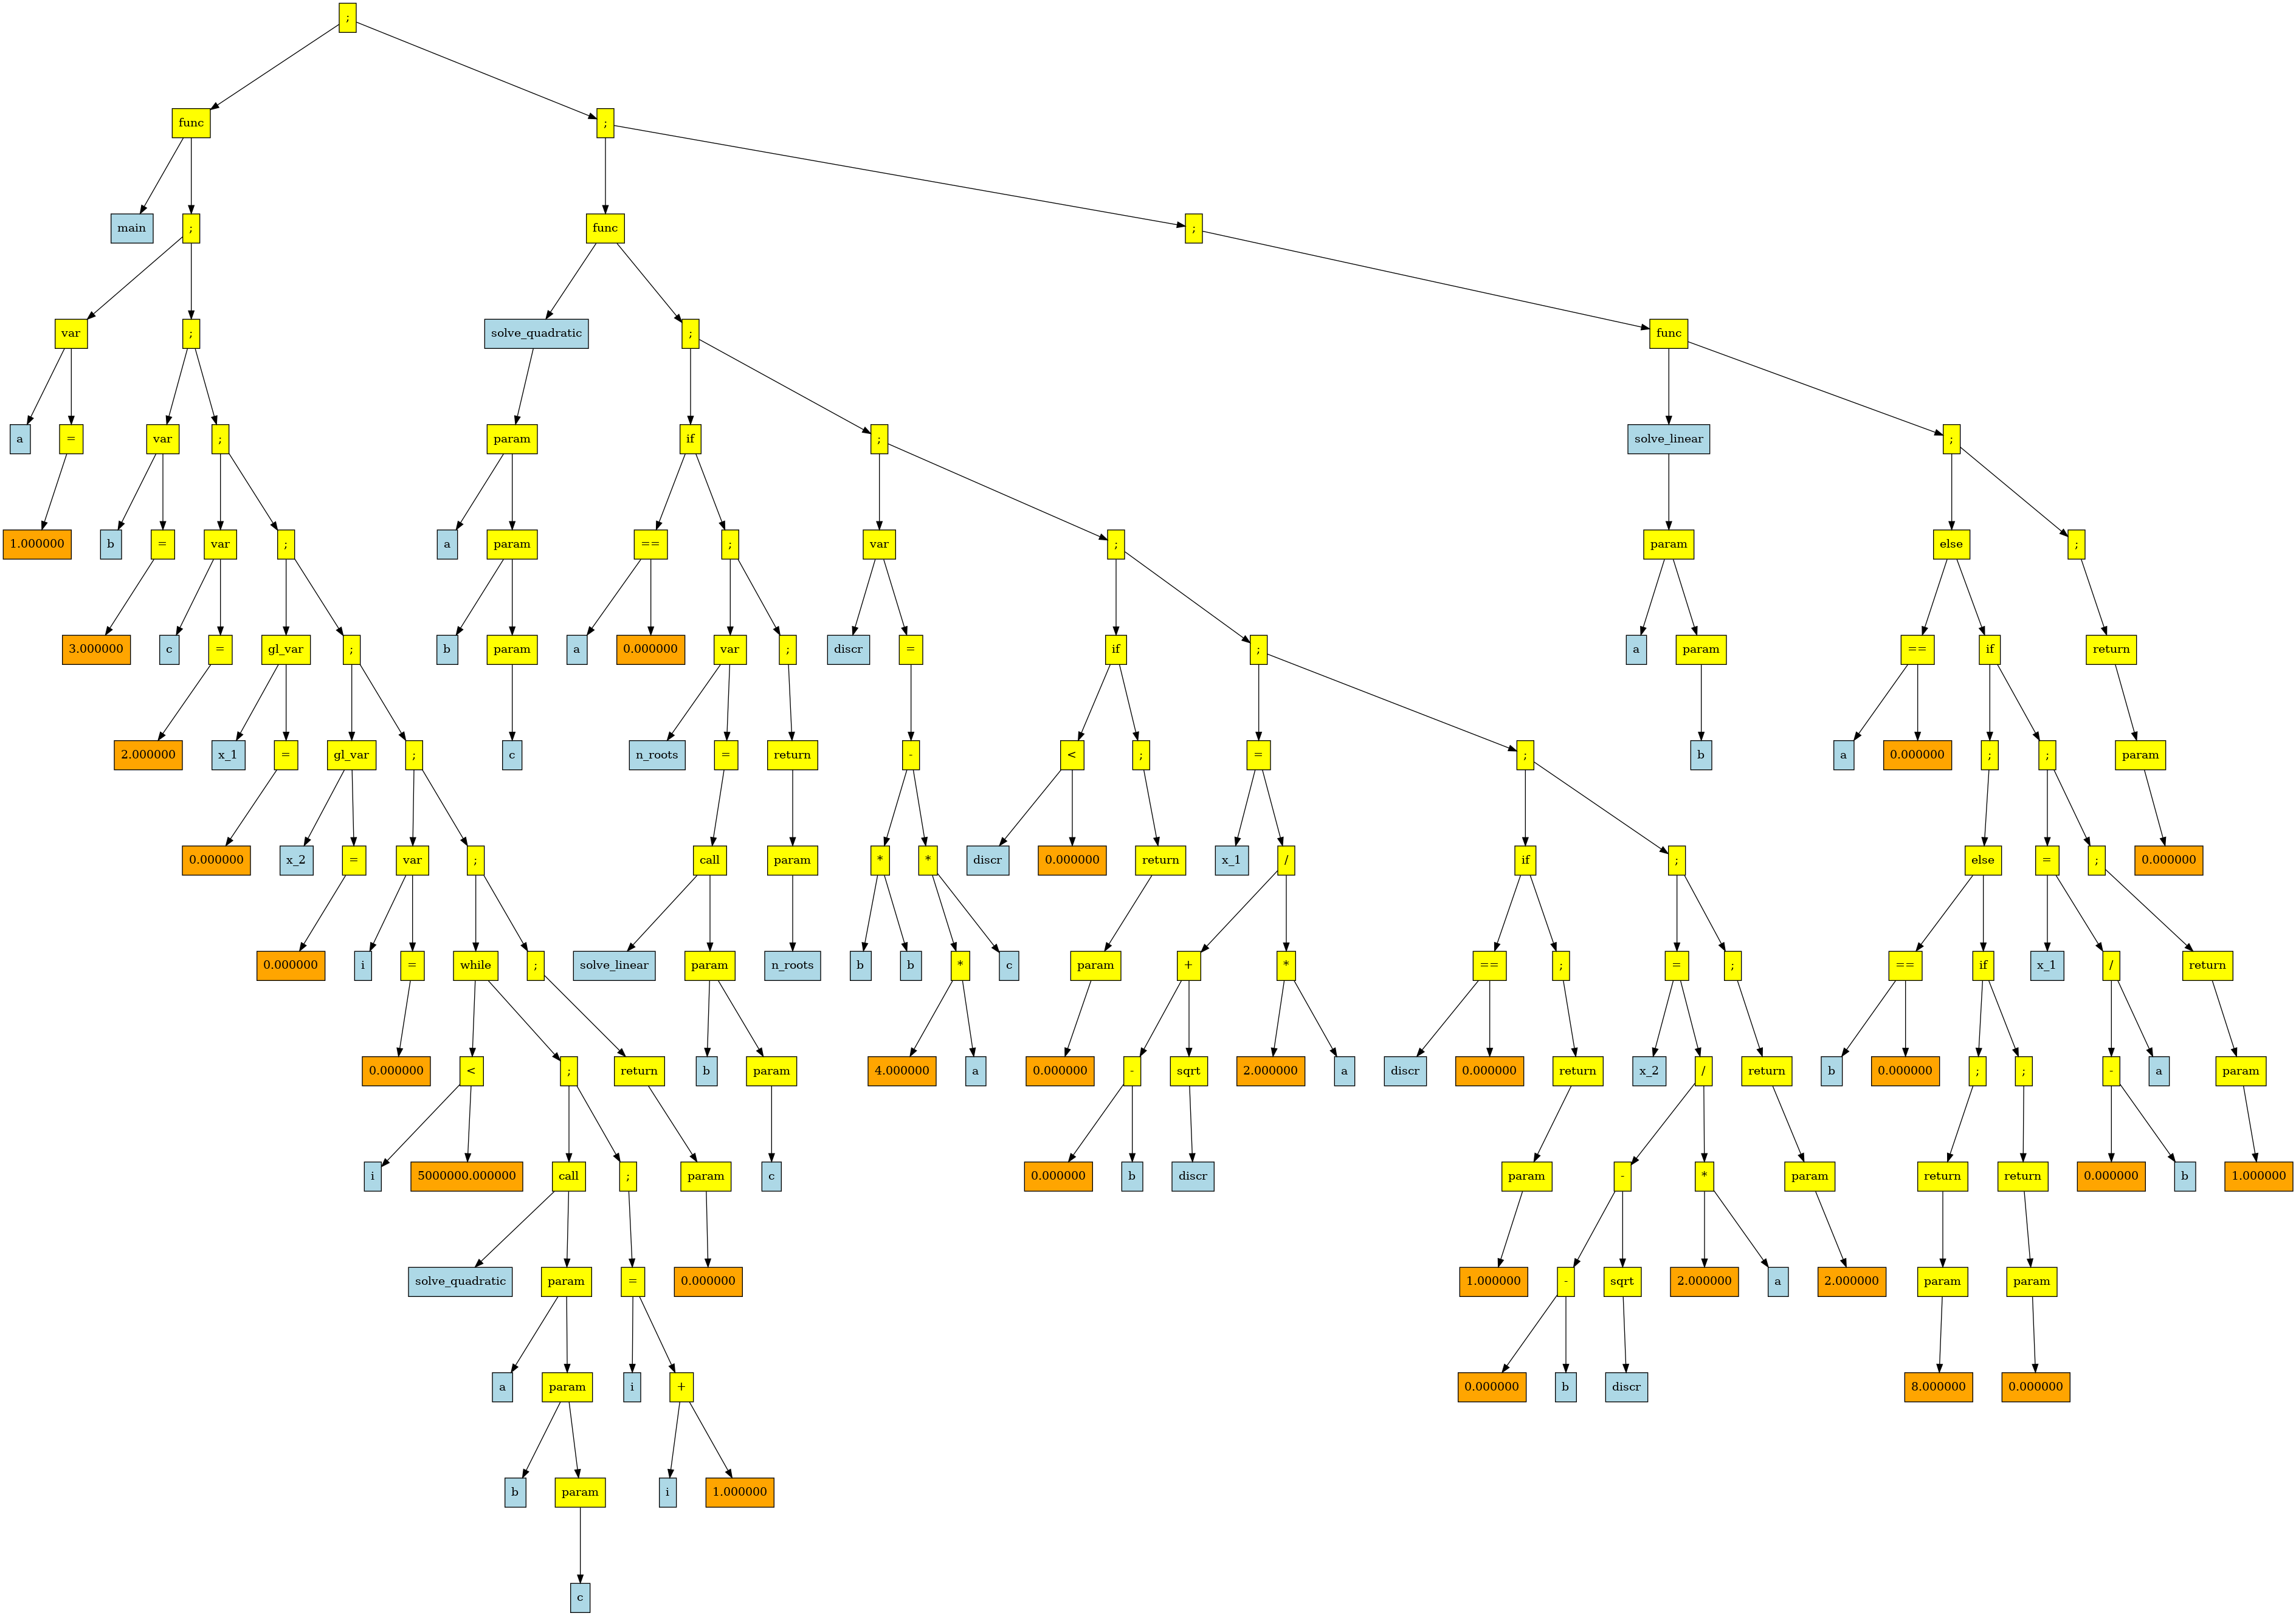 ;
func ;
main ; func ;
var ; solve_quadratic ; func
a = var ; param if ; solve_linear ;
1.000000 b = var ; a param == ; var ; param else ;
3.000000 c = gl_var ; b param a 0.000000 var ; discr = if ; a param == if return
2.000000 x_1 = gl_var ; c n_roots = return - < ; = ; b a 0.000000 ; ; param
0.000000 x_2 = var ; call param * * discr 0.000000 return x_1 / if ; else = ; 0.000000
0.000000 i = while ; solve_linear param n_roots b b * c param + * == ; = ; == if x_1 / return
0.000000 < ; return b param 4.000000 a 0.000000 - sqrt 2.000000 a discr 0.000000 return x_2 / return b 0.000000 ; ; - a param
i 5000000.000000 call ; param c 0.000000 b discr param - * param return return 0.000000 b 1.000000
solve_quadratic param = 0.000000 1.000000 - sqrt 2.000000 a 2.000000 param param
a param i + 0.000000 b discr 8.000000 0.000000
b param i 1.000000
c